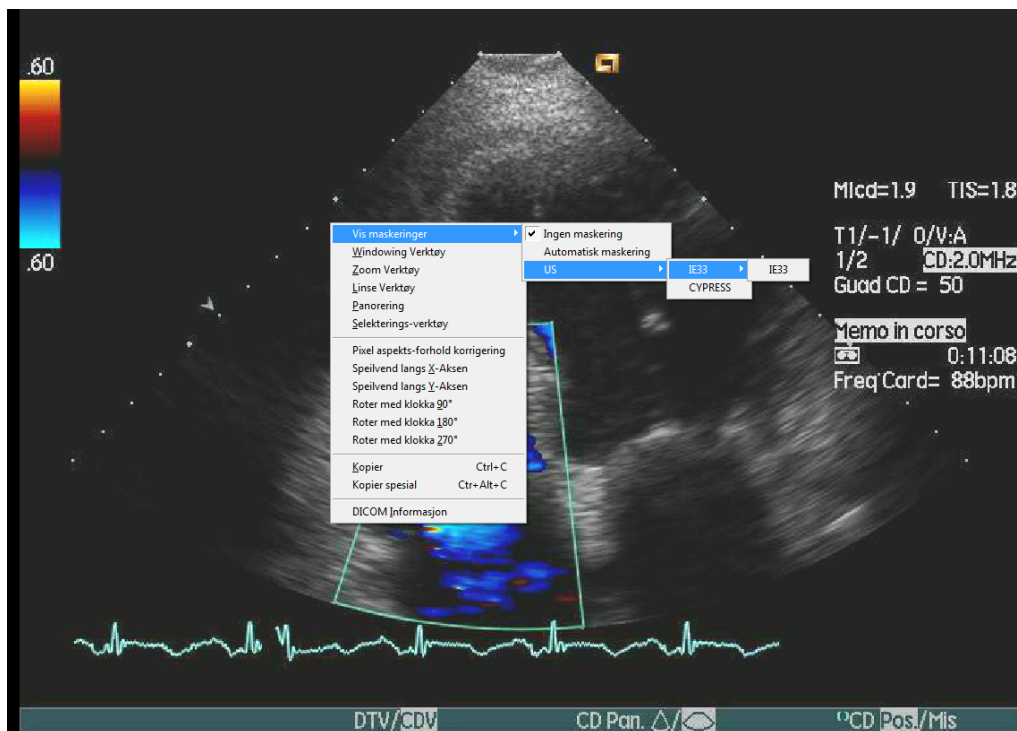 .60
.60
MIcd=1.9 TIS=1.8
T1/-1/ 0/V:A
1/2 CD:2.0MHz
Guad CD = 50
Memo in corso
0:11:08
Freq.Card= 88bpm
Vis maskeringer
Windowing Verktøy
Zoom Verktøy
Linse Verktøy
Panorering
Selekterings-verktøy
Pixel aspekts-forhold korrigering
Speilvend langs X-Aksen
Speilvend langs Y-Aksen
Roter med klokka 90°
Roter med klokka 180°
Roter med klokka 270°
Kopier Ctrl+C
Kopier spesial Ctr+Alt+C
DICOM Informasjon
Ingen maskering
Automatisk maskering
US
IE33
CYPRESS
IE33
DTV/CDV CD Pan. CD Pos./Mis